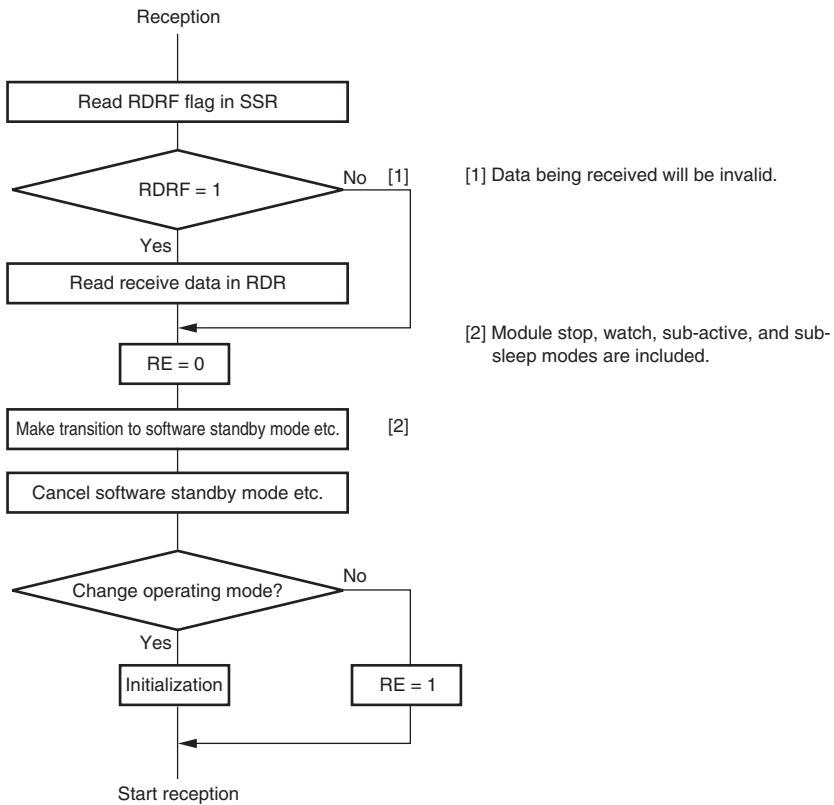 Reception
Read RDRF flag in SSR
RDRF = 1
No [1]
[1] Data being received will be invalid.
Yes
Read receive data in RDR
[2] Module stop, watch, sub-active, and sub-
sleep modes are included.
RE = 0
Make transition to software standby mode etc.
[2]
Cancel software standby mode etc.
Change operating mode?
No
Yes
Initialization
RE = 1
Start reception